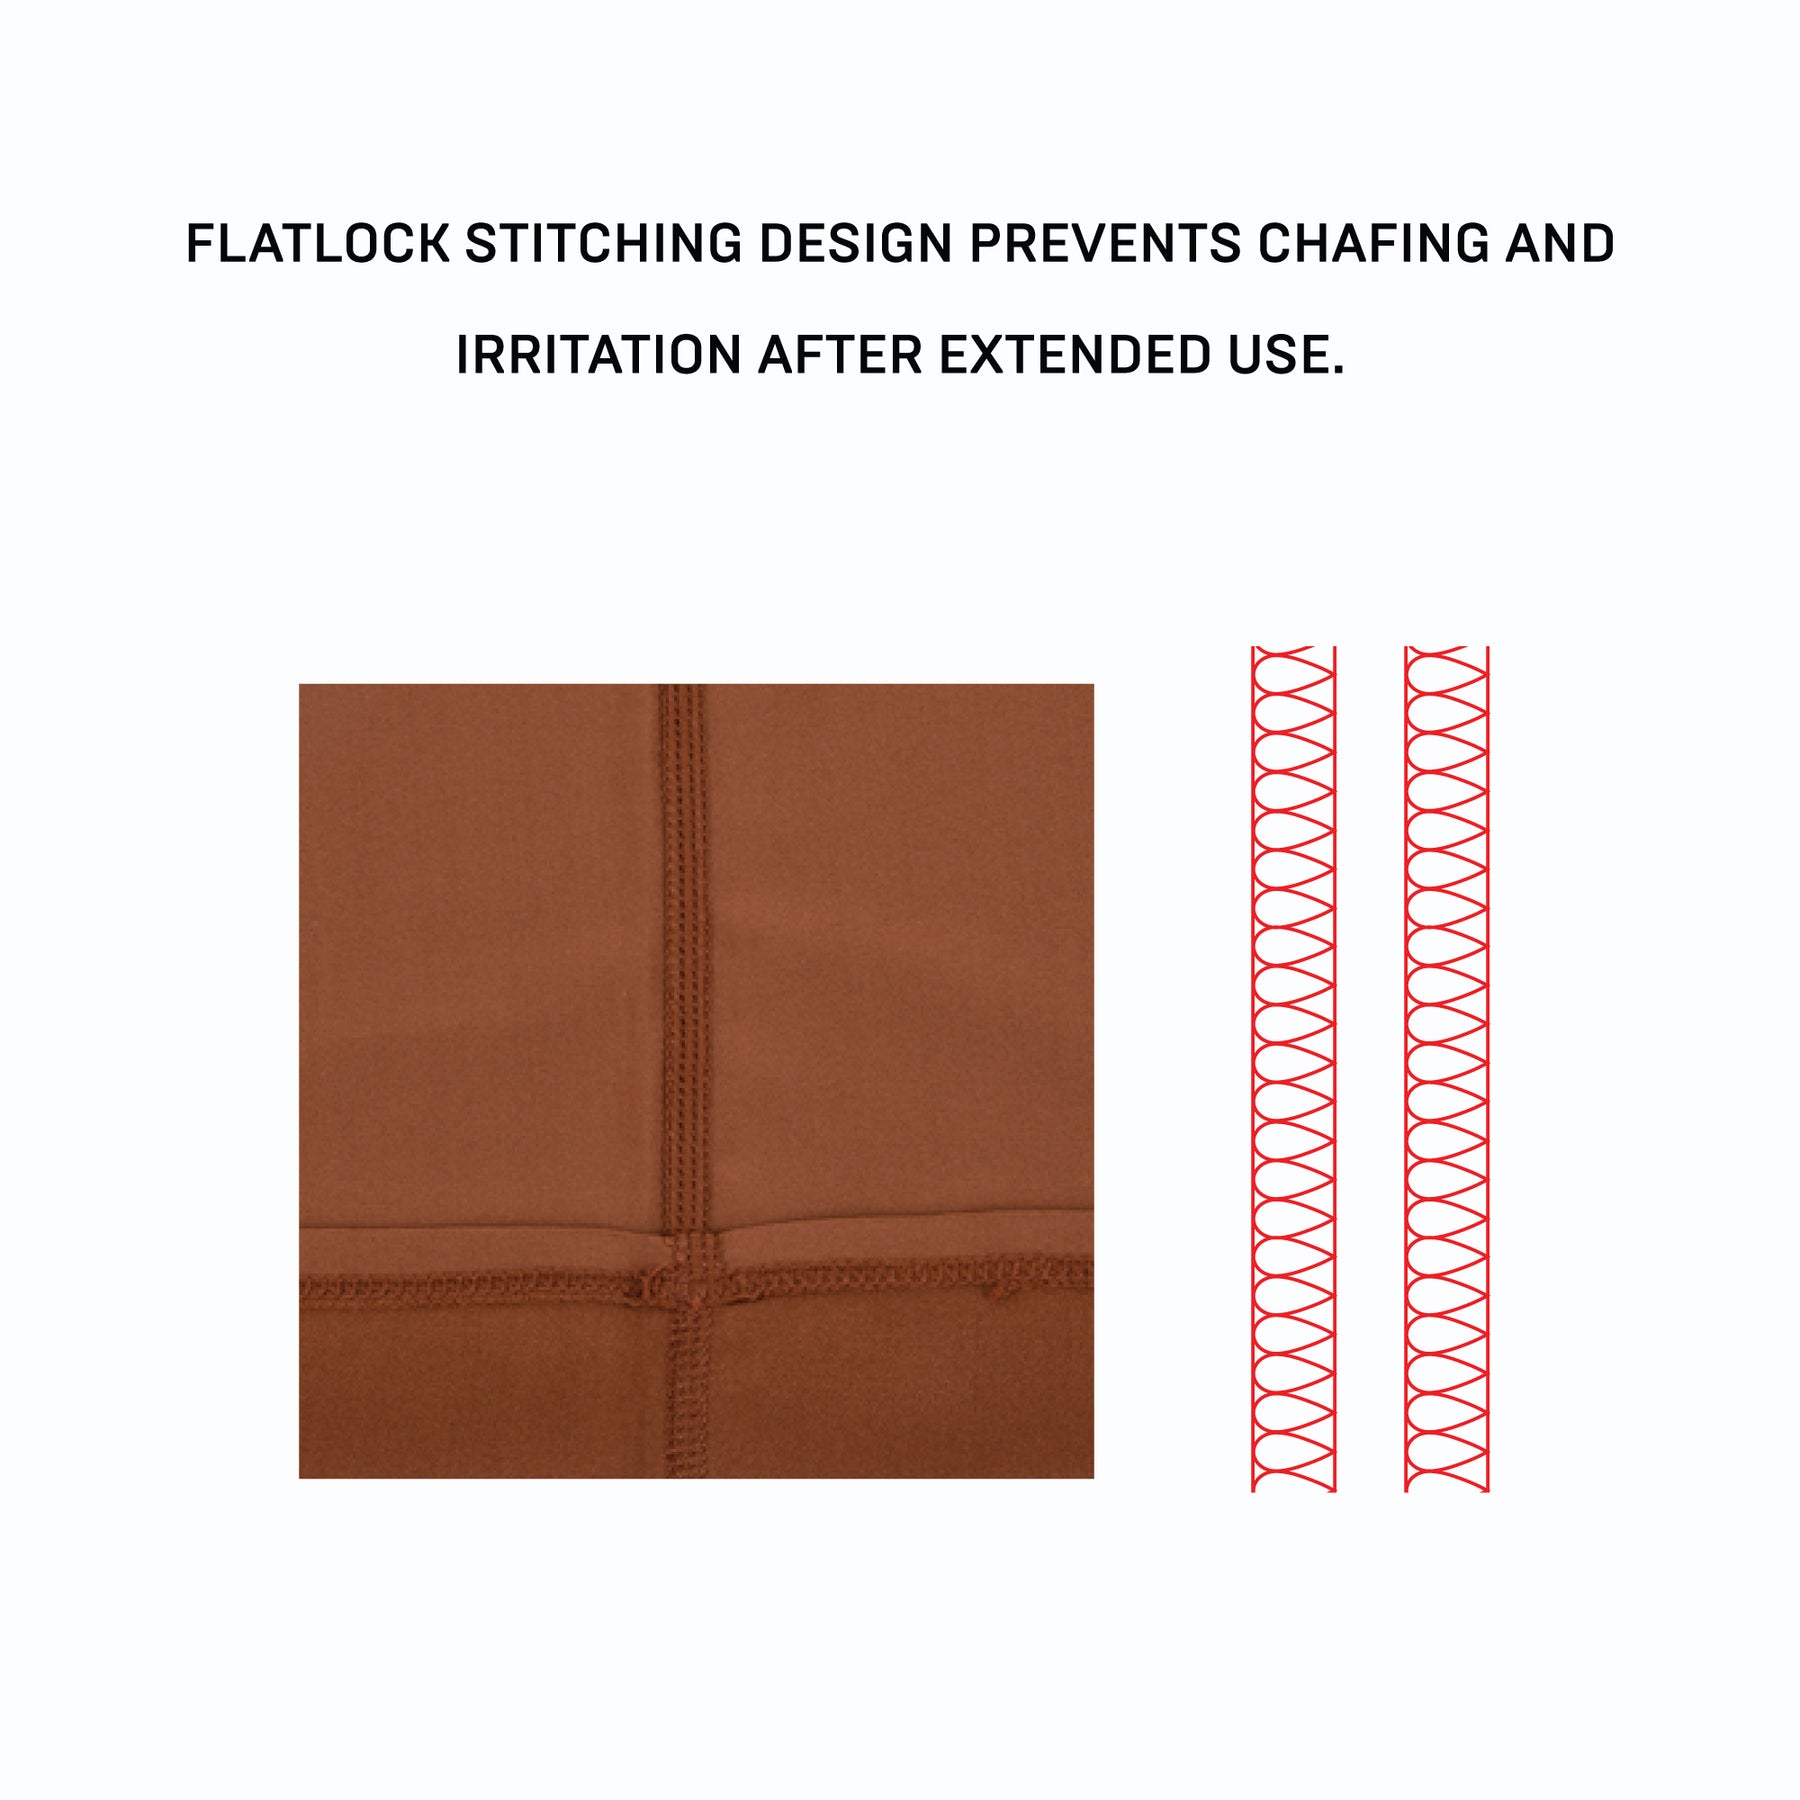 FLATLOCK STITCHING DESIGN PREVENTS CHAFING AND
IRRITATION AFTER EXTENDED USE.